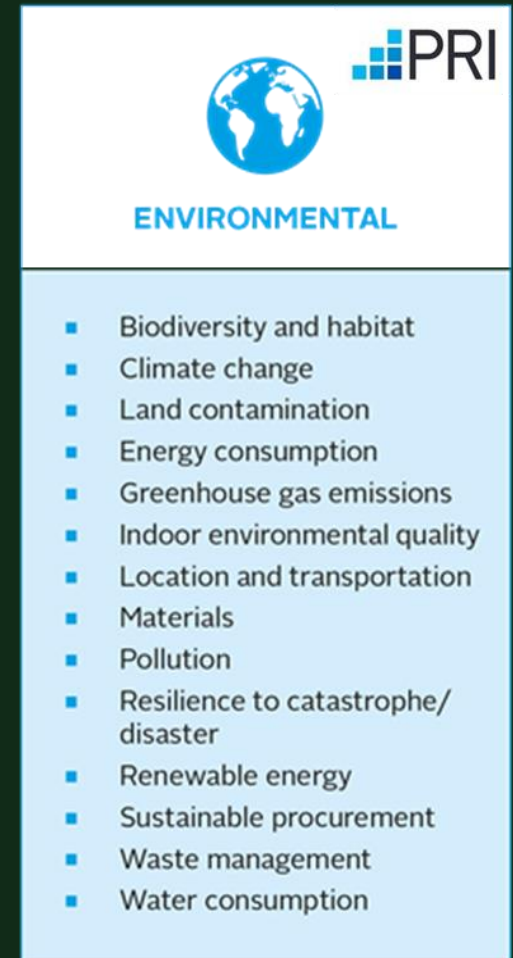 PRI
ENVIRONMENTAL
▪ Biodiversity and habitat
▪ Climate change
▪ Land contamination
▪ Energy consumption
▪ Greenhouse gas emissions
▪ Indoor environmental quality
▪ Location and transportation
▪ Materials
▪ Pollution
▪ Resilience to catastrophe/
disaster
▪ Renewable energy
▪ Sustainable procurement
▪ Waste management
▪ Water consumption